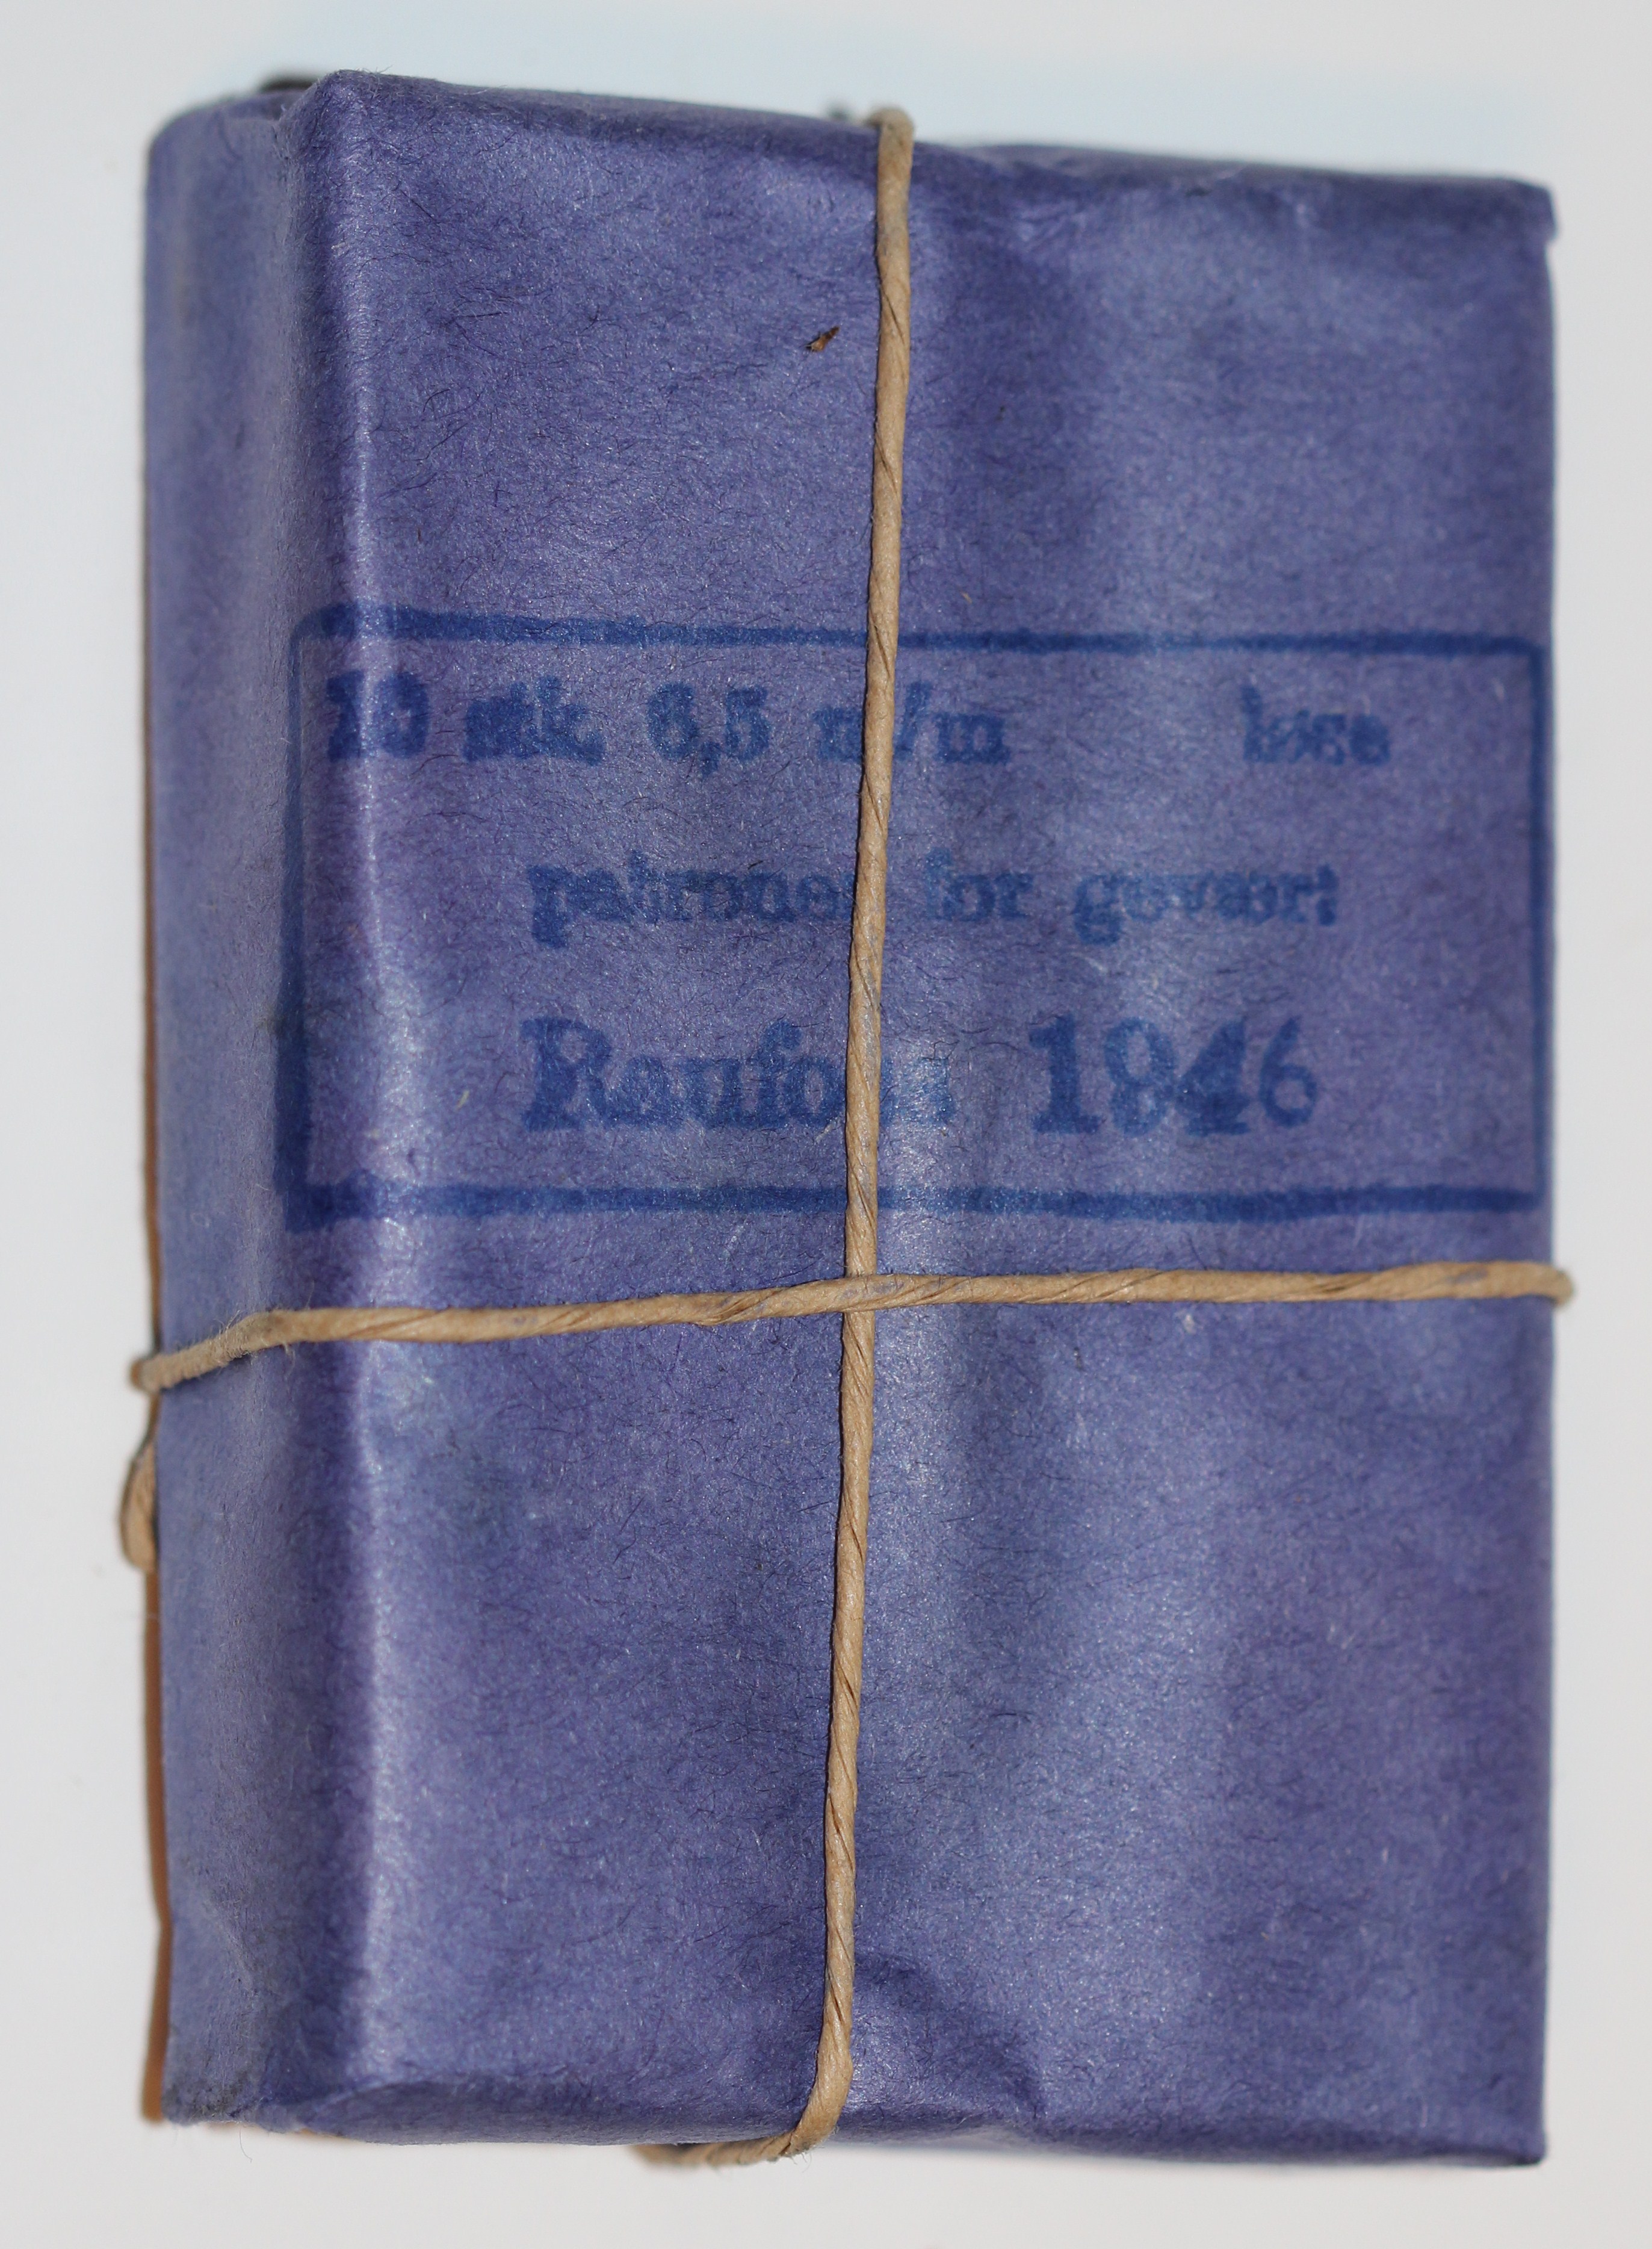 10 stk. 6,5 m/m løse
patroner for gevær:
Raufoss 1946